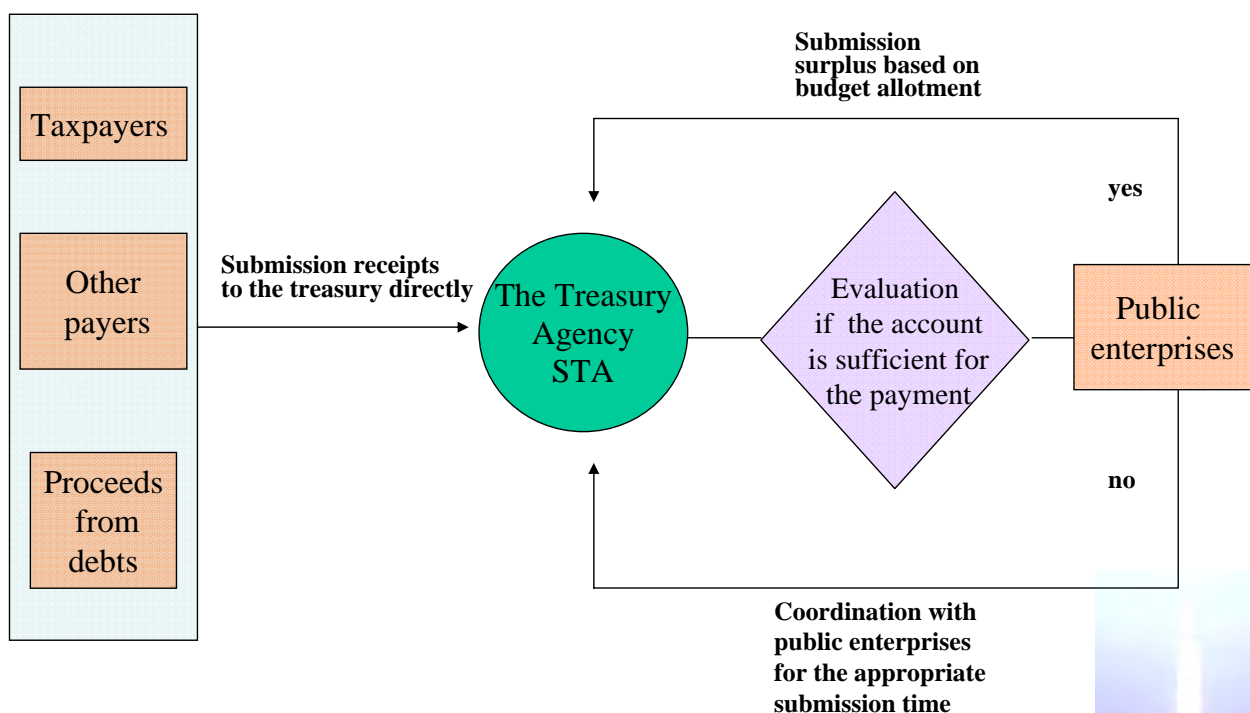 Taxpayers
Other
payers
Proceeds
from
debts
Submission receipts
to the treasury directly
The Treasury
Agency
STA
Evaluation
if the account
is sufficient for
the payment
Submission
surplus based on
budget allotment
yes
Public
enterprises
no
Coordination with
public enterprises
for the appropriate
submission time